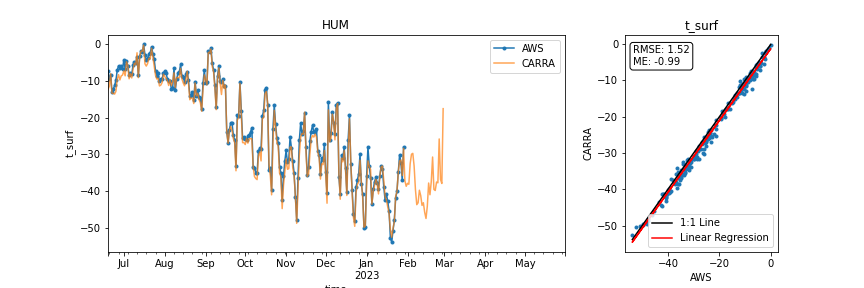 HUM
t_surf
0
−10
−20
−30
−40
−50
AWS
CARRA
Jul Aug Sep Oct Nov Dec Jan Feb Mar Apr May
2023
time
t_surf
CARRA
0
−10
−20
−30
−40
−50
RMSE: 1.52
ME: -0.99
1:1 Line
Linear Regression
−40 −20 0
AWS